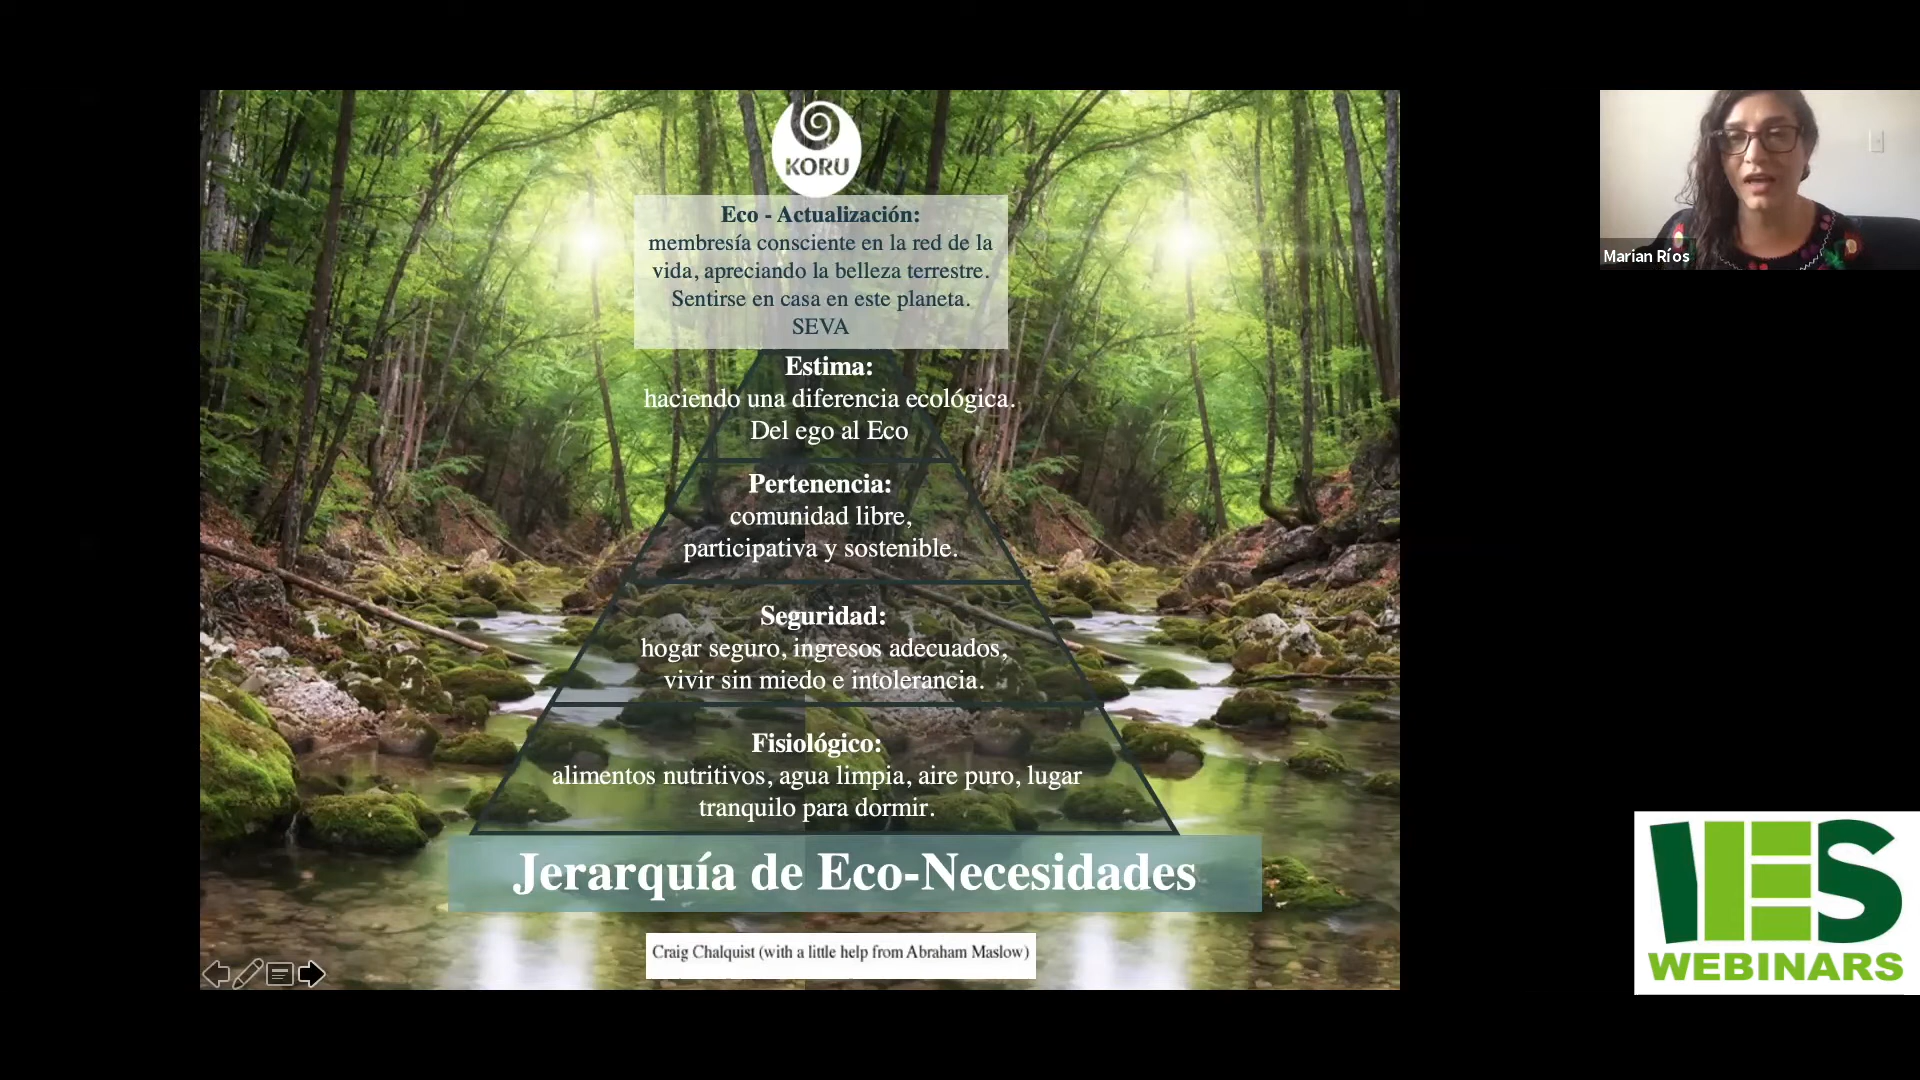 KORU
Eco - Actualización:
membresía consciente en la red de la
vida, apreciando la belleza terrestre.
Sentirse en casa en este planeta.
SEVA
Estima:
haciendo una diferencia ecológica.
Del ego al Eco
Pertenencia:
comunidad libre,
participativa y sostenible.
Seguridad:
hogar seguro, ingresos adecuados,
vivir sin miedo e intolerancia.
Fisiológico:
alimentos nutritivos, agua limpia, aire puro, lugar
tranquilo para dormir.
Jerarquía de Eco-Necesidades
Craig Chalquist (with a little help from Abraham Maslow)
Marian Ríos
IES
WEBINARS